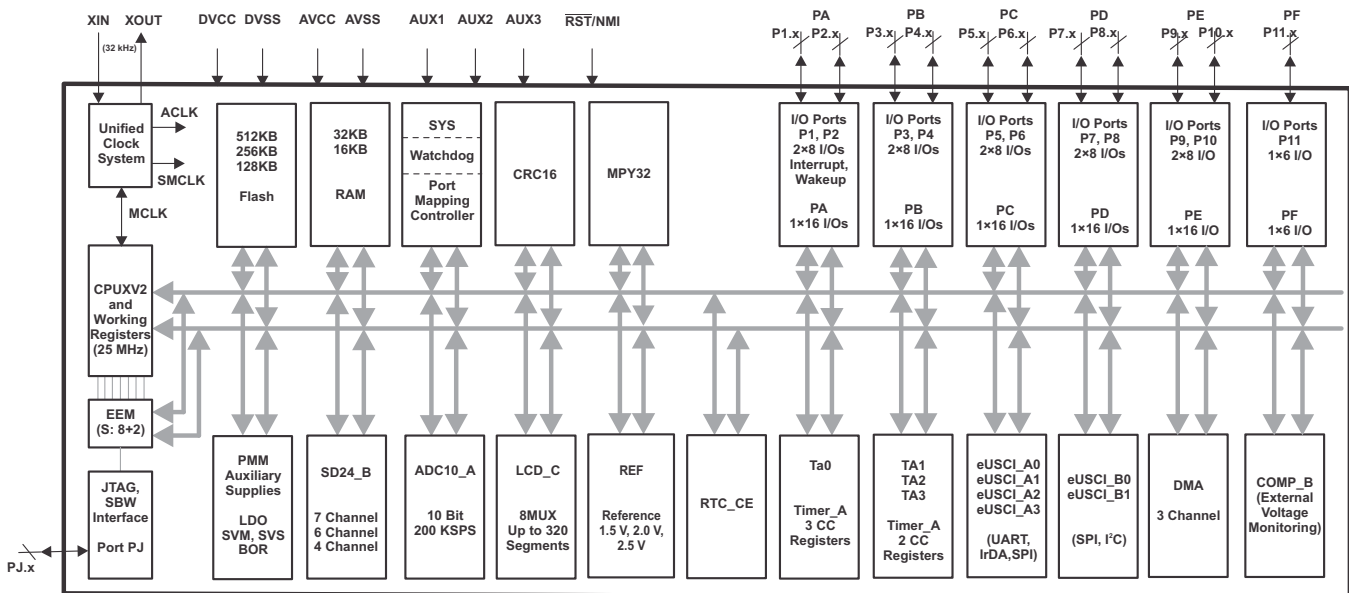 XIN
XOUT
(32 kHz)
DVCC
DVSS
AVCC
AVSS
AUX1
AUX2
AUX3
RST/NMI
PA
P1.x
P2.x
PB
P3.x
P4.x
PC
P5.x
P6.x
PD
P7.x
P8.x
PE
P9.x
P10.x
PF
P11.x
Unified
Clock
System
ACLK
SMCLK
MCLK
512KB
256KB
128KB
Flash
32KB
16KB
RAM
SYS
Watchdog
Port
Mapping
Controller
CRC16
MPY32
I/O Ports
P1, P2
2×8 I/Os
Interrupt,
Wakeup
PA
1×16 I/Os
I/O Ports
P3, P4
2×8 I/Os
PB
1×16 I/Os
I/O Ports
P5, P6
2×8 I/Os
PC
1×16 I/Os
I/O Ports
P7, P8
2×8 I/Os
PD
1×16 I/Os
I/O Ports
P9, P10
2×8 I/O
PE
1×16 I/O
I/O Ports
P11
1×6 I/O
PF
1×6 I/O
CPUXV2
and
Working
Registers
(25 MHz)
EEM
(S: 8+2)
JTAG,
SBW
Interface
Port PJ
PJ.x
PMM
Auxiliary
Supplies
LDO
SVM, SVS
BOR
SD24_B
7 Channel
6 Channel
4 Channel
ADC10_A
10 Bit
200 KSPS
LCD_C
8MUX
Up to 320
Segments
REF
Reference
1.5 V, 2.0 V,
2.5 V
RTC_CE
Ta0
Timer_A
3 CC
Registers
TA1
TA2
TA3
Timer_A
2 CC
Registers
eUSCI_A0
eUSCI_A1
eUSCI_A2
eUSCI_A3
(UART,
IrDA,SPI)
eUSCI_B0
eUSCI_B1
(SPI, I²C)
DMA
3 Channel
COMP_B
(External
Voltage
Monitoring)